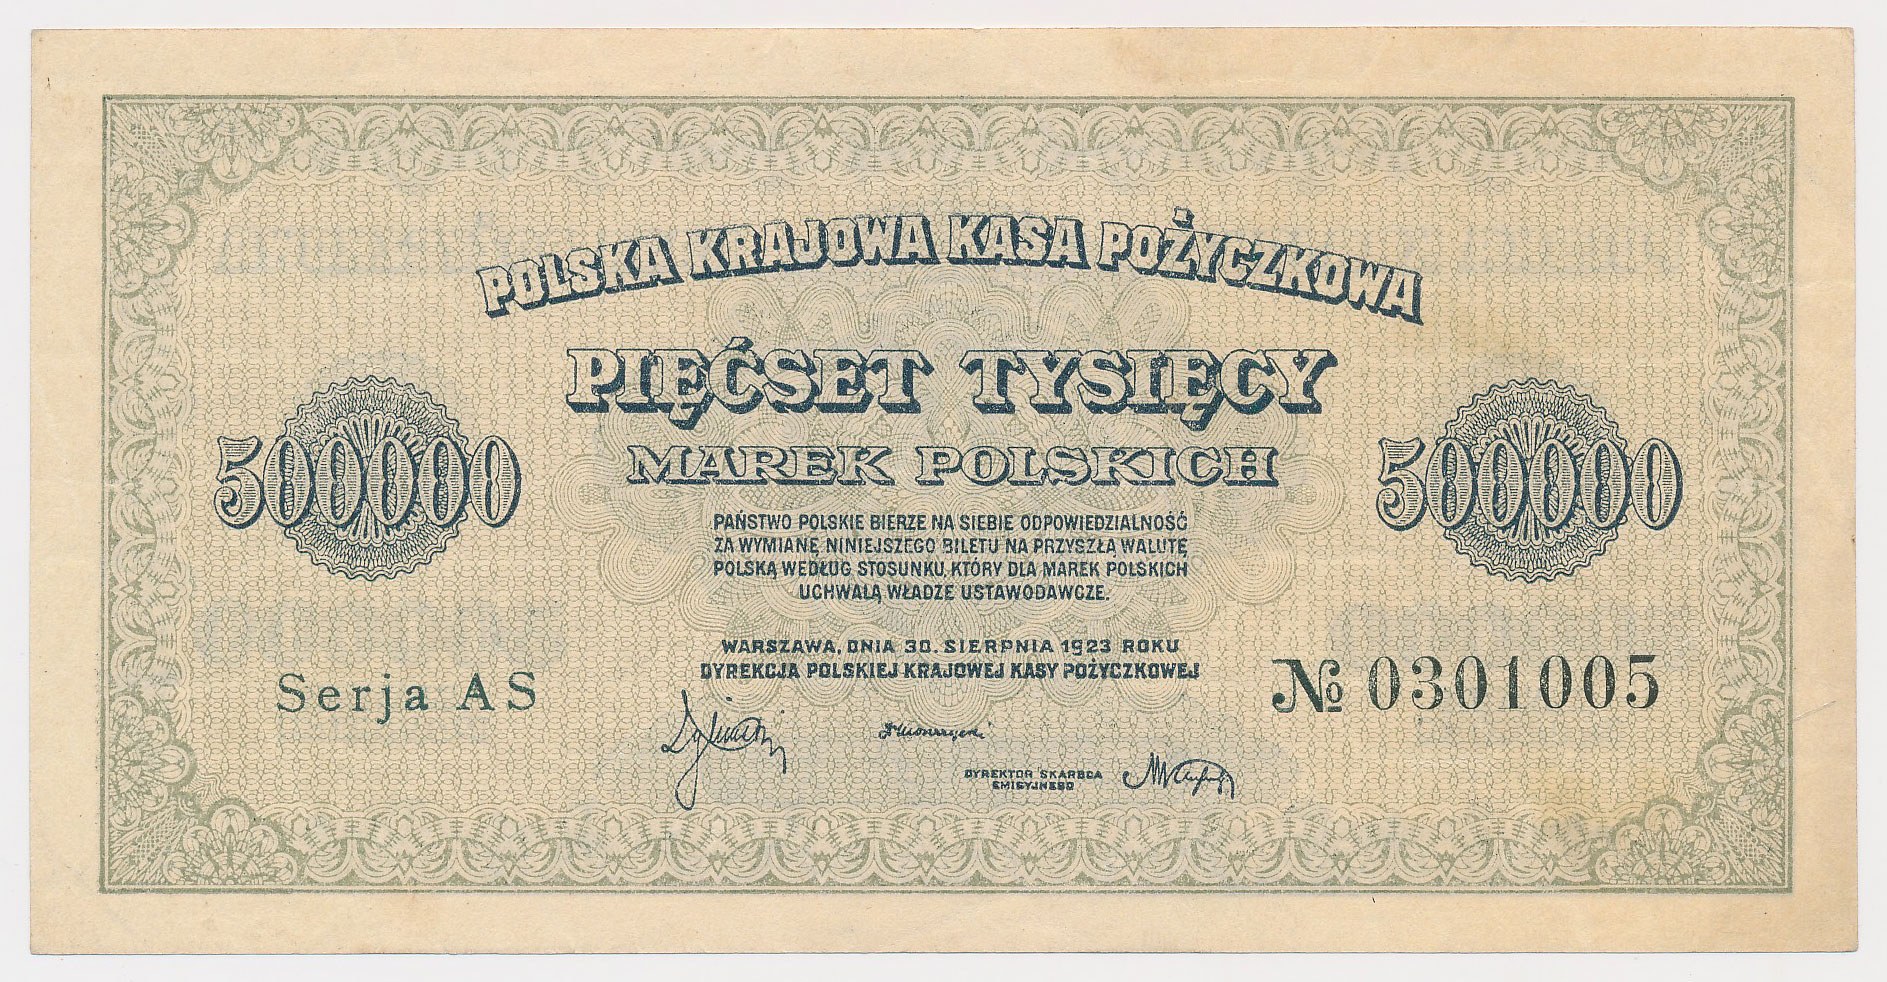 POLSKA KRAJOWA KASA POŻYCZKOWA
PIĘĆSET TYSIĘCY
MAREK POLSKICH
500000
500000
PAŃSTWO POLSKIE BIERZE NA SIEBIE ODPOWIEDZIALNOŚĆ
ZA WYMIANĘ NINIEJSZEGO BILETU NA PRZYSZŁĄ WALUTĘ
POLSKĄ WEDŁUG STOSUNKU, KTÓRY DLA MAREK POLSKICH
UCHWALĄ WŁADZE USTAWODAWCZE.
WARSZAWA, DNIA 30. SIERPNIA 1923 ROKU
DYREKCJA POLSKIEJ KRAJOWEJ KASY POŻYCZKOWEJ
Serja AS
№ 0301005
DYREKTOR SKARBCA
EMISYJNEGO